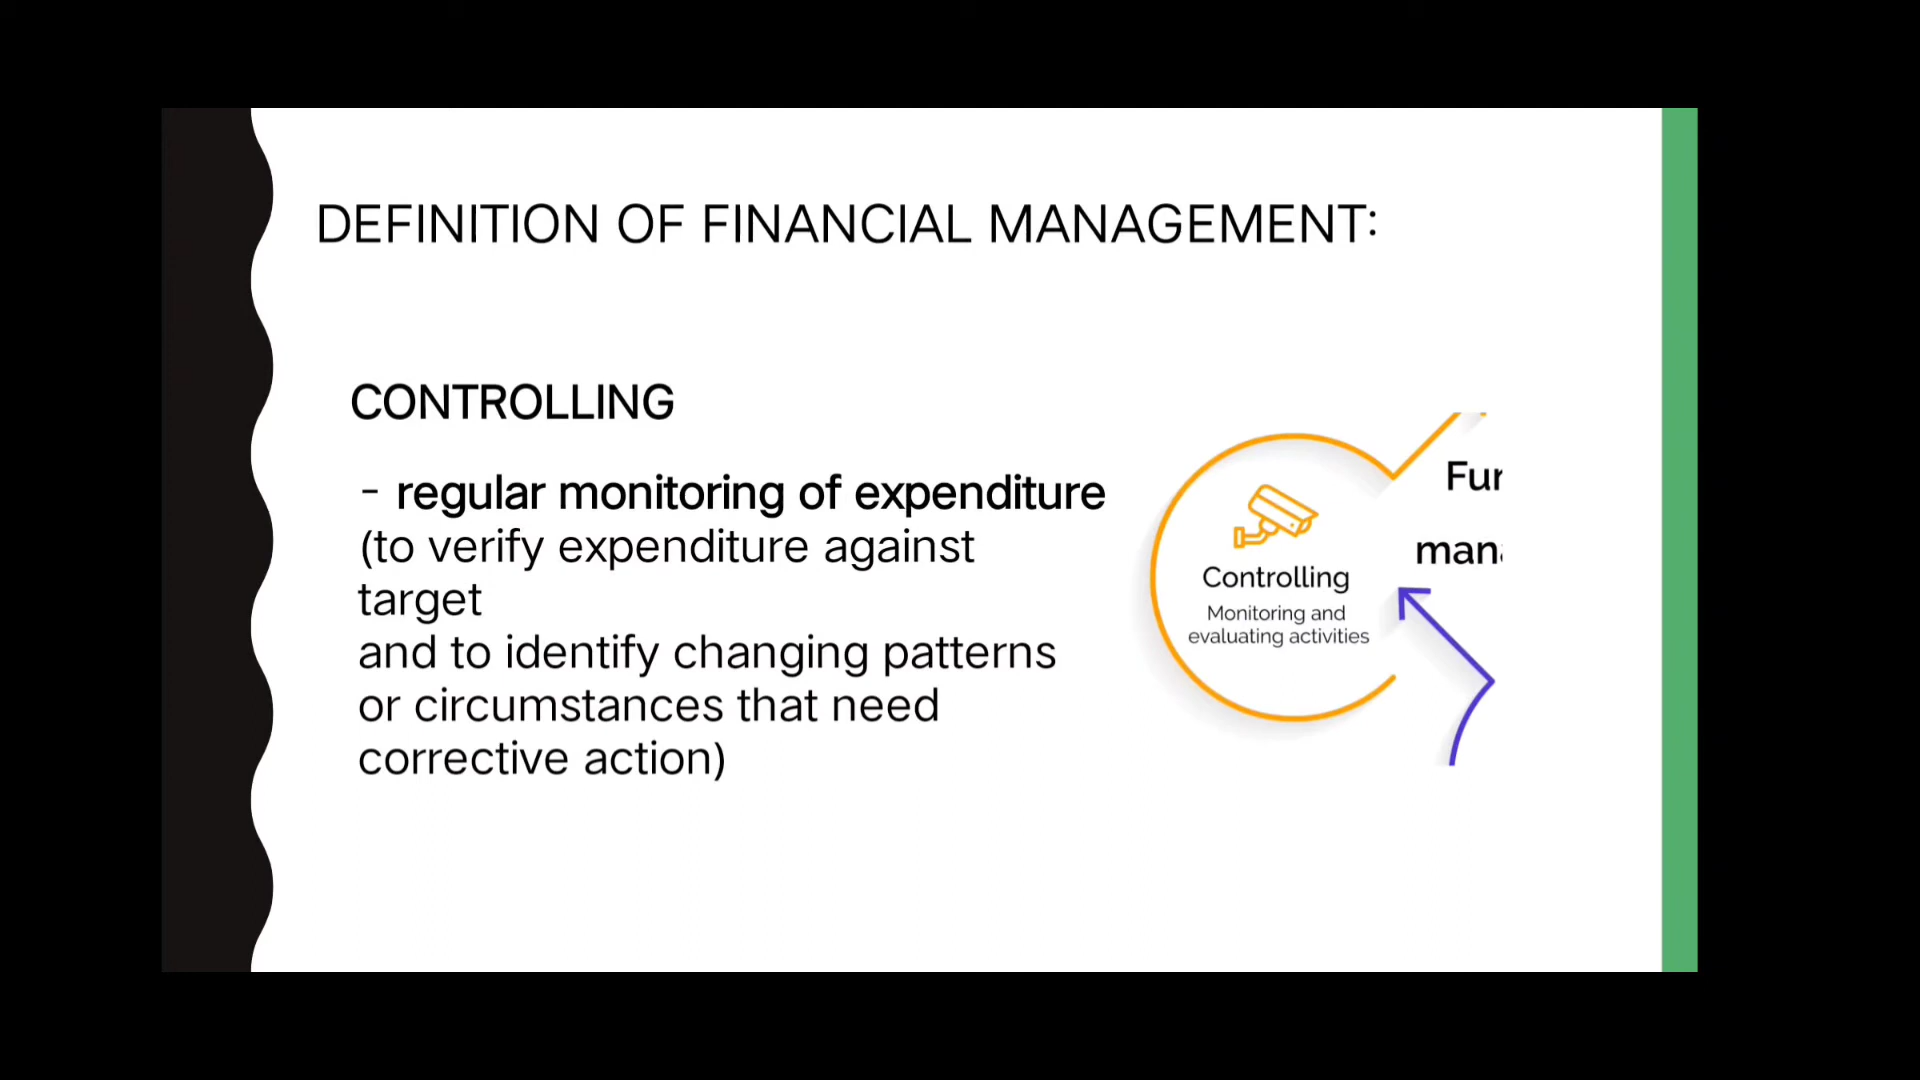 DEFINITION OF FINANCIAL MANAGEMENT:
CONTROLLING
- regular monitoring of expenditure
(to verify expenditure against
target
and to identify changing patterns
or circumstances that need
corrective action)
Controlling
Monitoring and
evaluating activities